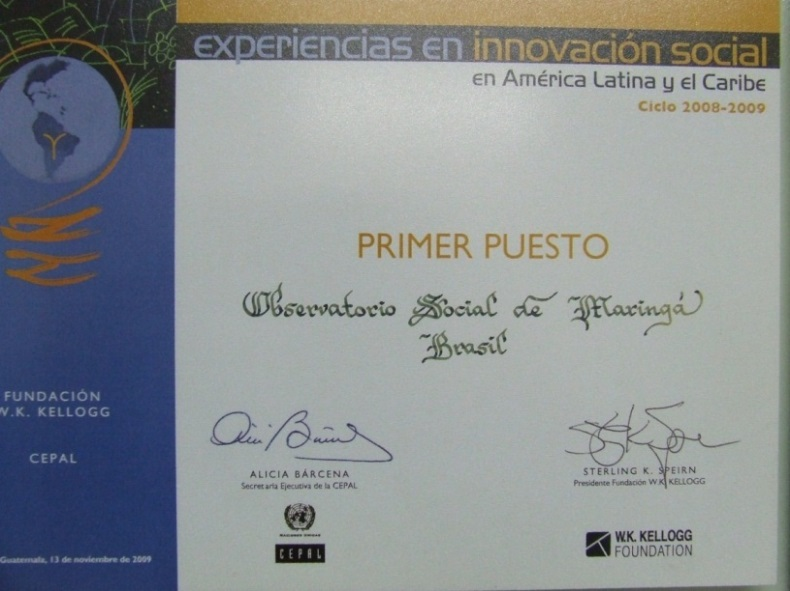 experiencias en innovación social
en América Latina y el Caribe
Ciclo 2008-2009
PRIMER PUESTO
Observatorio Social de Maringá
Brasil
FUNDACIÓN
W.K. KELLOGG
CEPAL
ALICIA BÁRCENA
Secretaria Ejecutiva de la CEPAL
STERLING K. SPEIRN
Presidente Fundación W.K. KELLOGG
NACIONES UNIDAS
CEPAL
W.K. KELLOGG
FOUNDATION
Guatemala, 13 de noviembre de 2009